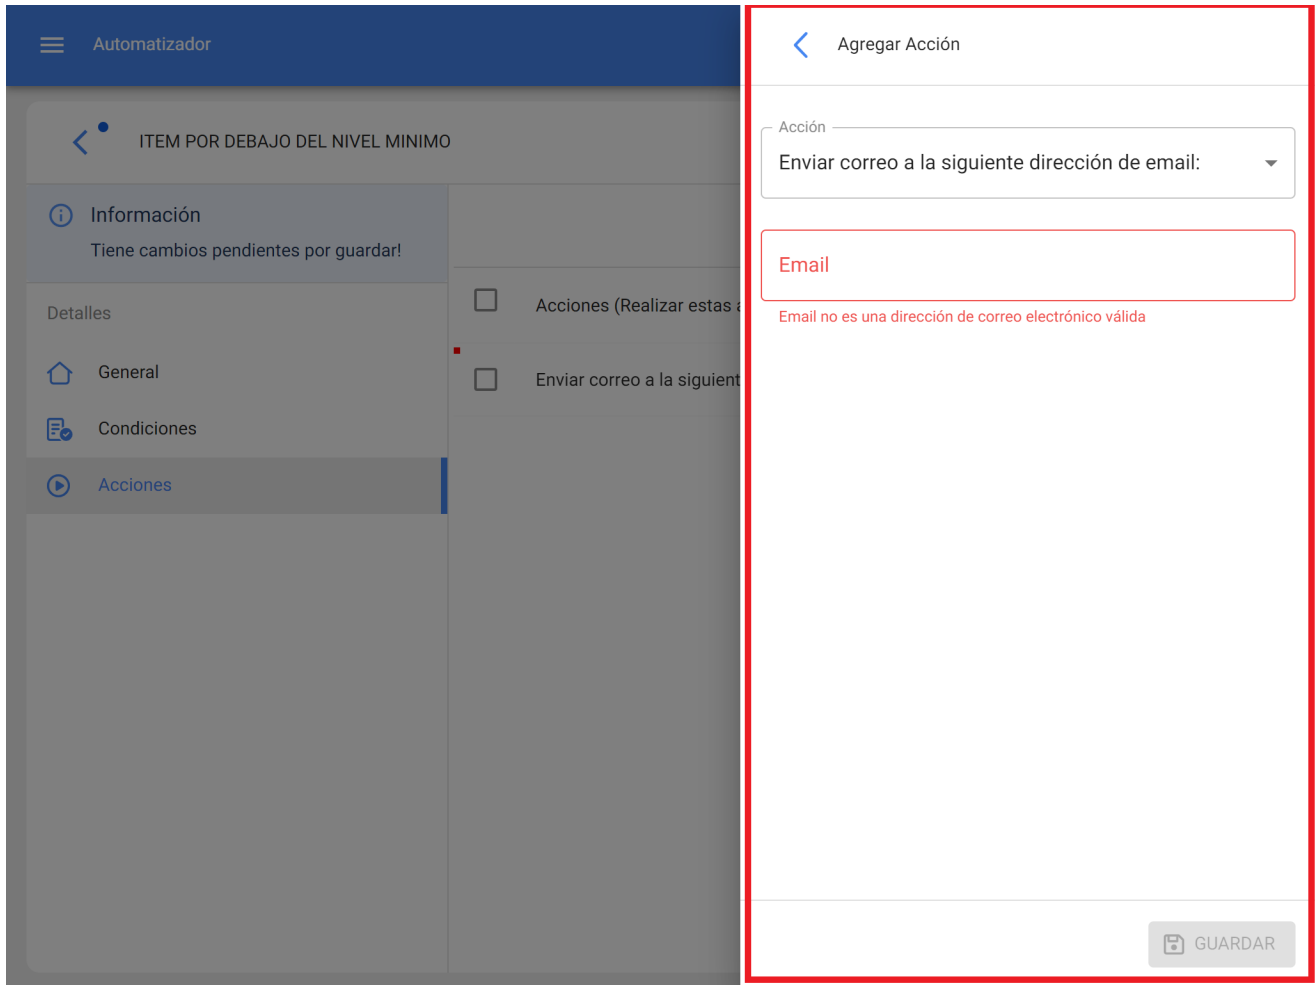 Automatizador
ITEM POR DEBAJO DEL NIVEL MINIMO
Información
Tiene cambios pendientes por guardar!
Detalles
General
Condiciones
Acciones
Acciones (Realizar estas
Enviar correo a la siguient
Agregar Acción
Acción
Enviar correo a la siguiente dirección de email:
Email
Email no es una dirección de correo electrónico válida
GUARDAR